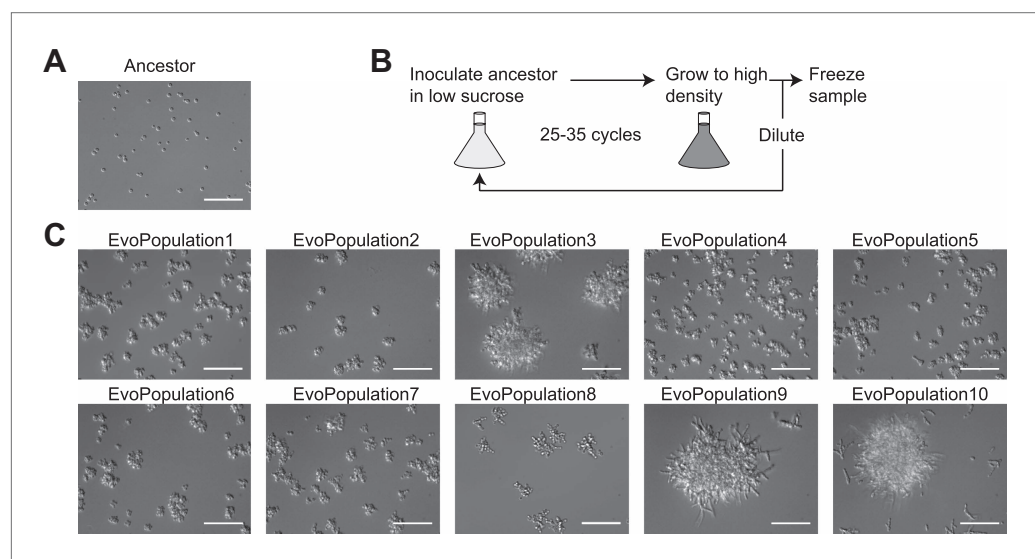 A
Ancestor
B
Inoculate ancestor
in low sucrose
Grow to high
density
Freeze
sample
25-35 cycles
Dilute
C
EvoPopulation1
EvoPopulation2
EvoPopulation3
EvoPopulation4
EvoPopulation5
EvoPopulation6
EvoPopulation7
EvoPopulation8
EvoPopulation9
EvoPopulation10